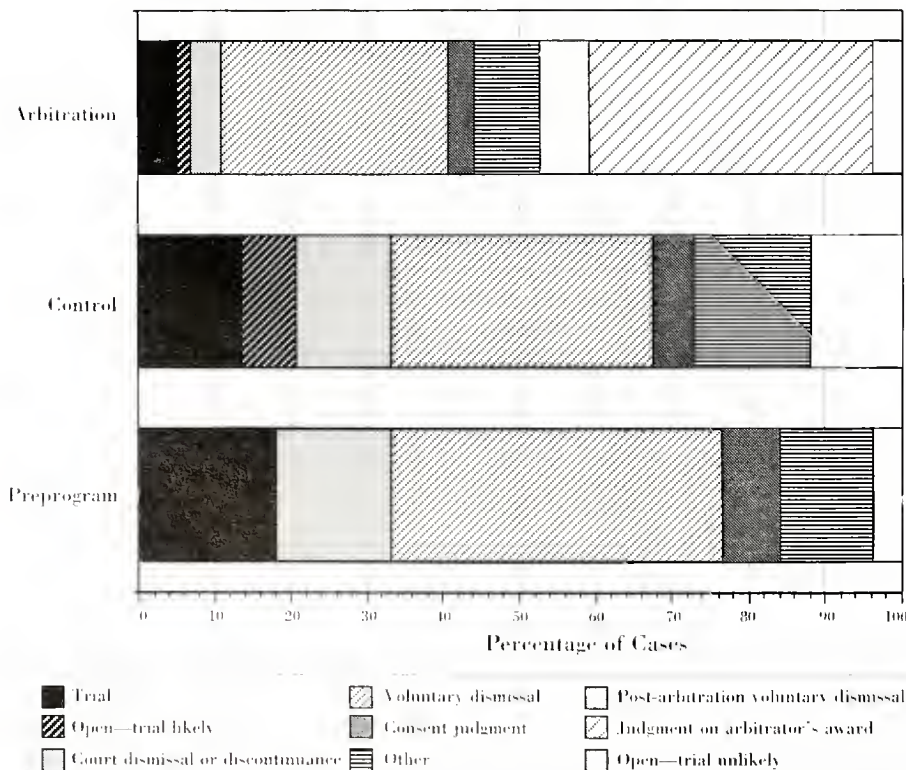 Arbitration
Control
Preprogram
0 10 20 30 40 50 60 70 80 90 100
Percentage of Cases
Trial
Open—trial likely
Court dismissal or discontinuance
Voluntary dismissal
Consent judgment
Other
Post-arbitration voluntary dismissal
Judgment on arbitrator's award
Open—trial unlikely